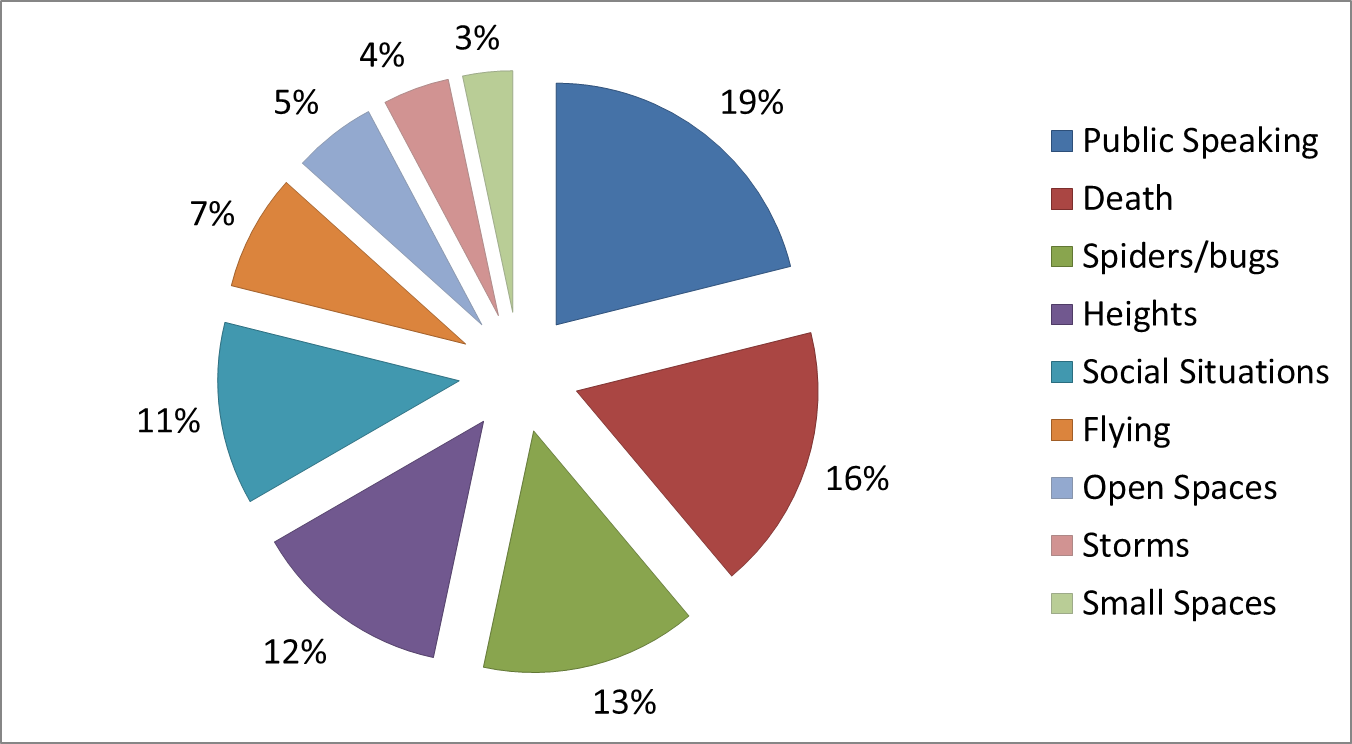 3%
4%
5%
19%
7%
11%
16%
12%
13%
Public Speaking
Death
Spiders/bugs
Heights
Social Situations
Flying
Open Spaces
Storms
Small Spaces